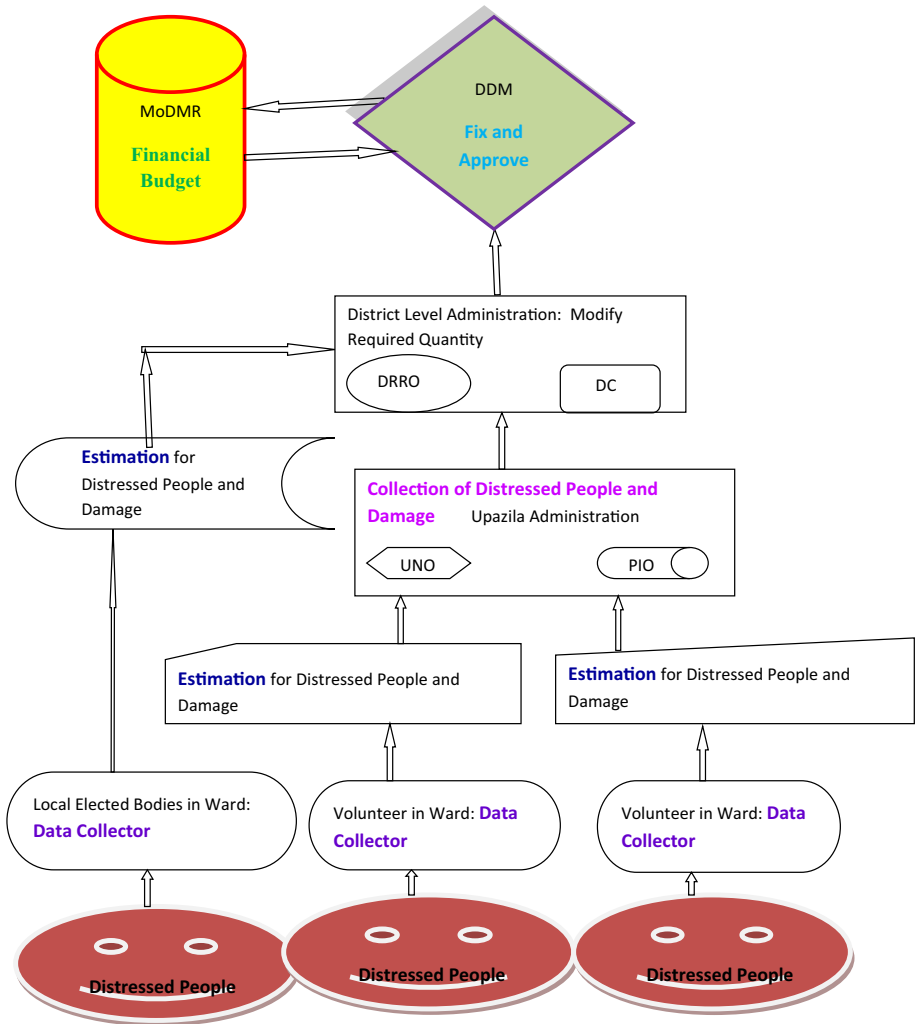 MoDMR
Financial
Budget
DDM
Fix and
Approve
District Level Administration: Modify
Required Quantity
DRRO
DC
Estimation for
Distressed People and
Damage
Collection of Distressed People and
Damage Upazila Administration
UNO
PIO
Estimation for Distressed People and
Damage
Estimation for Distressed People and
Damage
Local Elected Bodies in Ward:
Data Collector
Volunteer in Ward: Data
Collector
Volunteer in Ward: Data
Collector
Distressed People
Distressed People
Distressed People